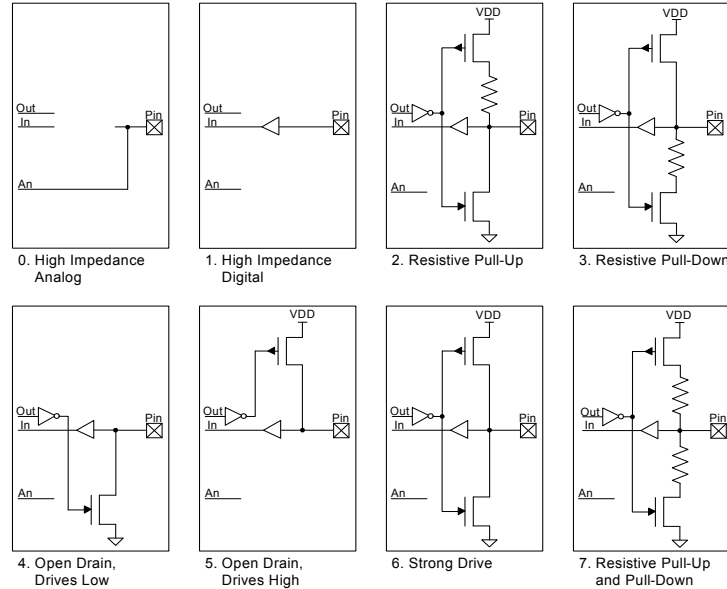 VDD
VDD
Out
In
Pin
An
Out
In
Pin
An
Out
In
Pin
An
Out
In
Pin
An
0. High Impedance
Analog
1. High Impedance
Digital
2. Resistive Pull-Up
3. Resistive Pull-Down
VDD
VDD
VDD
Out
In
Pin
An
Out
In
Pin
An
Out
In
Pin
An
Out
In
Pin
An
4. Open Drain,
Drives Low
5. Open Drain,
Drives High
6. Strong Drive
7. Resistive Pull-Up
and Pull-Down